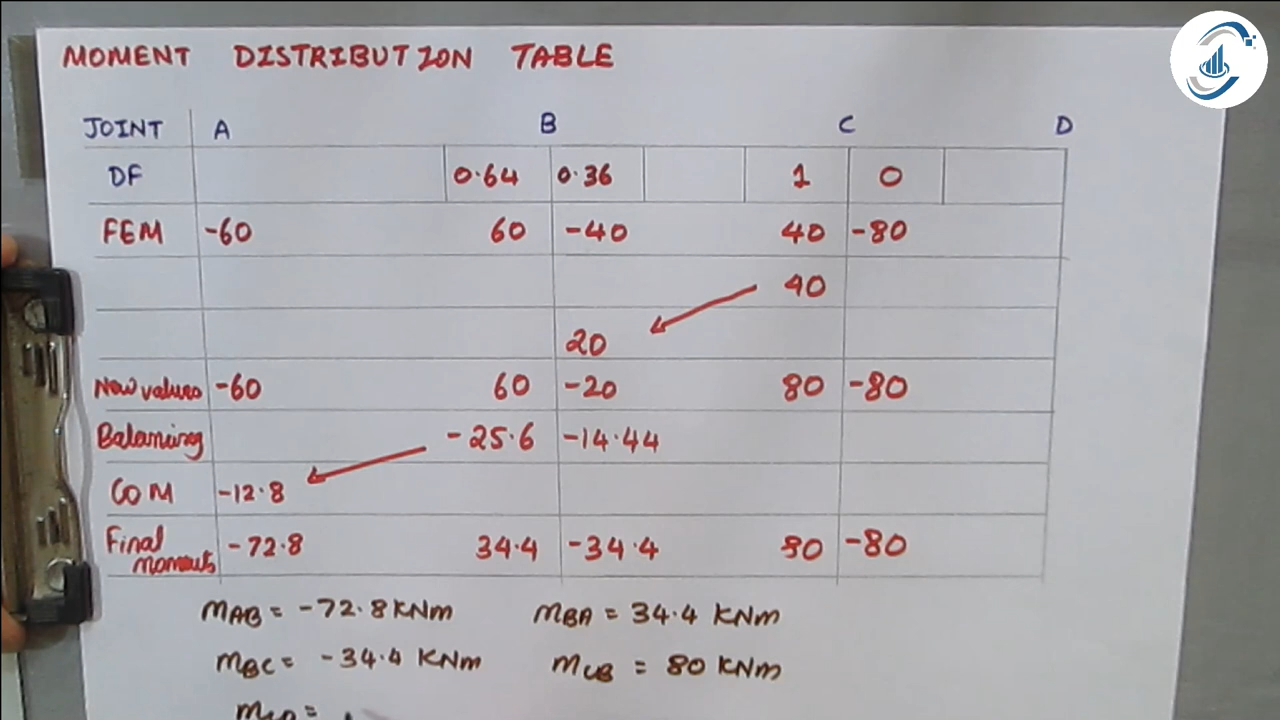 MOMENT DISTRIBUTION TABLE
JOINT A B C D
DF 0.64 0.36 1 0
FEM -60 60 -40 40 -80
40
20
New values -60 60 -20 80 -80
Balancing -25.6 -14.44
COM -12.8
Final moments -72.8 34.4 -34.4 80 -80
MAB = -72.8 KNm MBA = 34.4 KNm
MBC = -34.4 KNm MCB = 80 KNm
MCD =